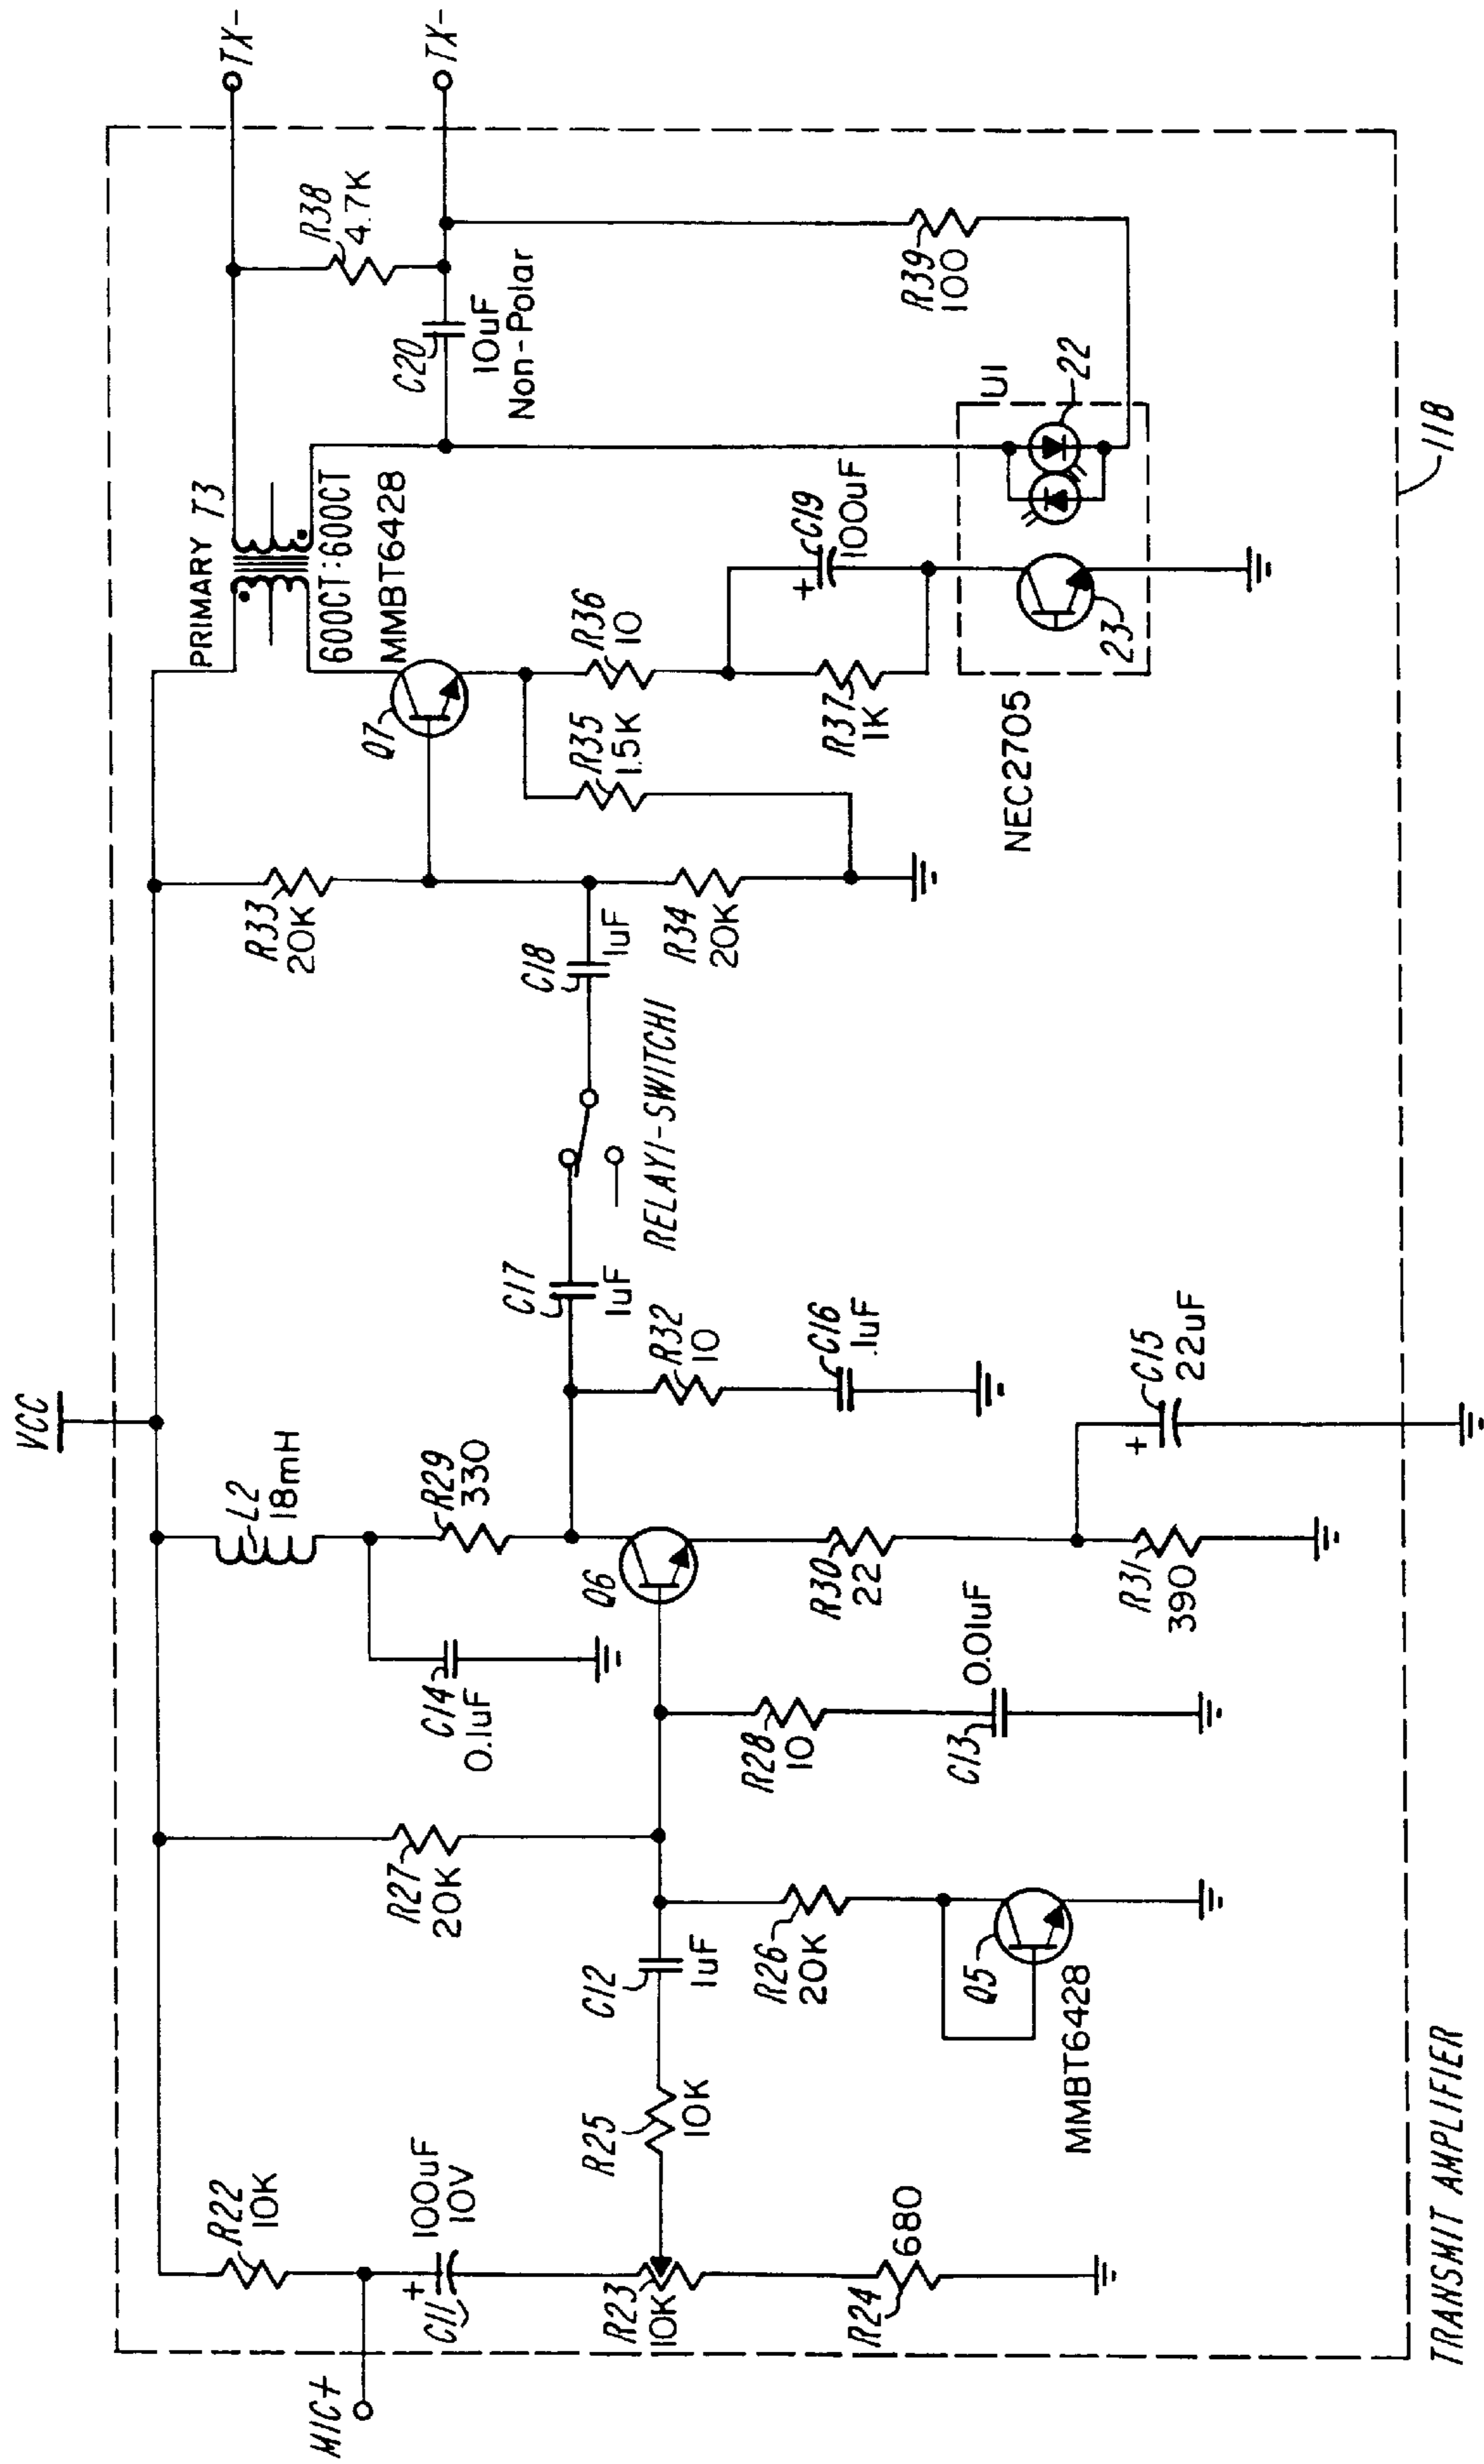 VCC
MIC+
R22
10K
100uF
10V
C11
R23
10K
R24
680
R25
10K
C12
1uF
R26
20K
Q5
MMBT6428
R27
20K
R28
10
C13
0.01uF
C14
0.1uF
L2
18mH
R29
330
Q6
R30
22
R31
390
C15
22uF
+
R32
10
C16
.1uF
C17
1uF
RELAY1-SWITCH1
C18
1uF
R33
20K
R34
20K
Q7
MMBT6428
R35
1.5K
R36
10
R37
1K
C19
100uF
+
NEC2705
23
U1
22
PRIMARY T3
600CT:600CT
C20
10uF
Non-Polar
R38
4.7K
R39
100
TX-
TX-
+
118
TRANSMIT AMPLIFIER